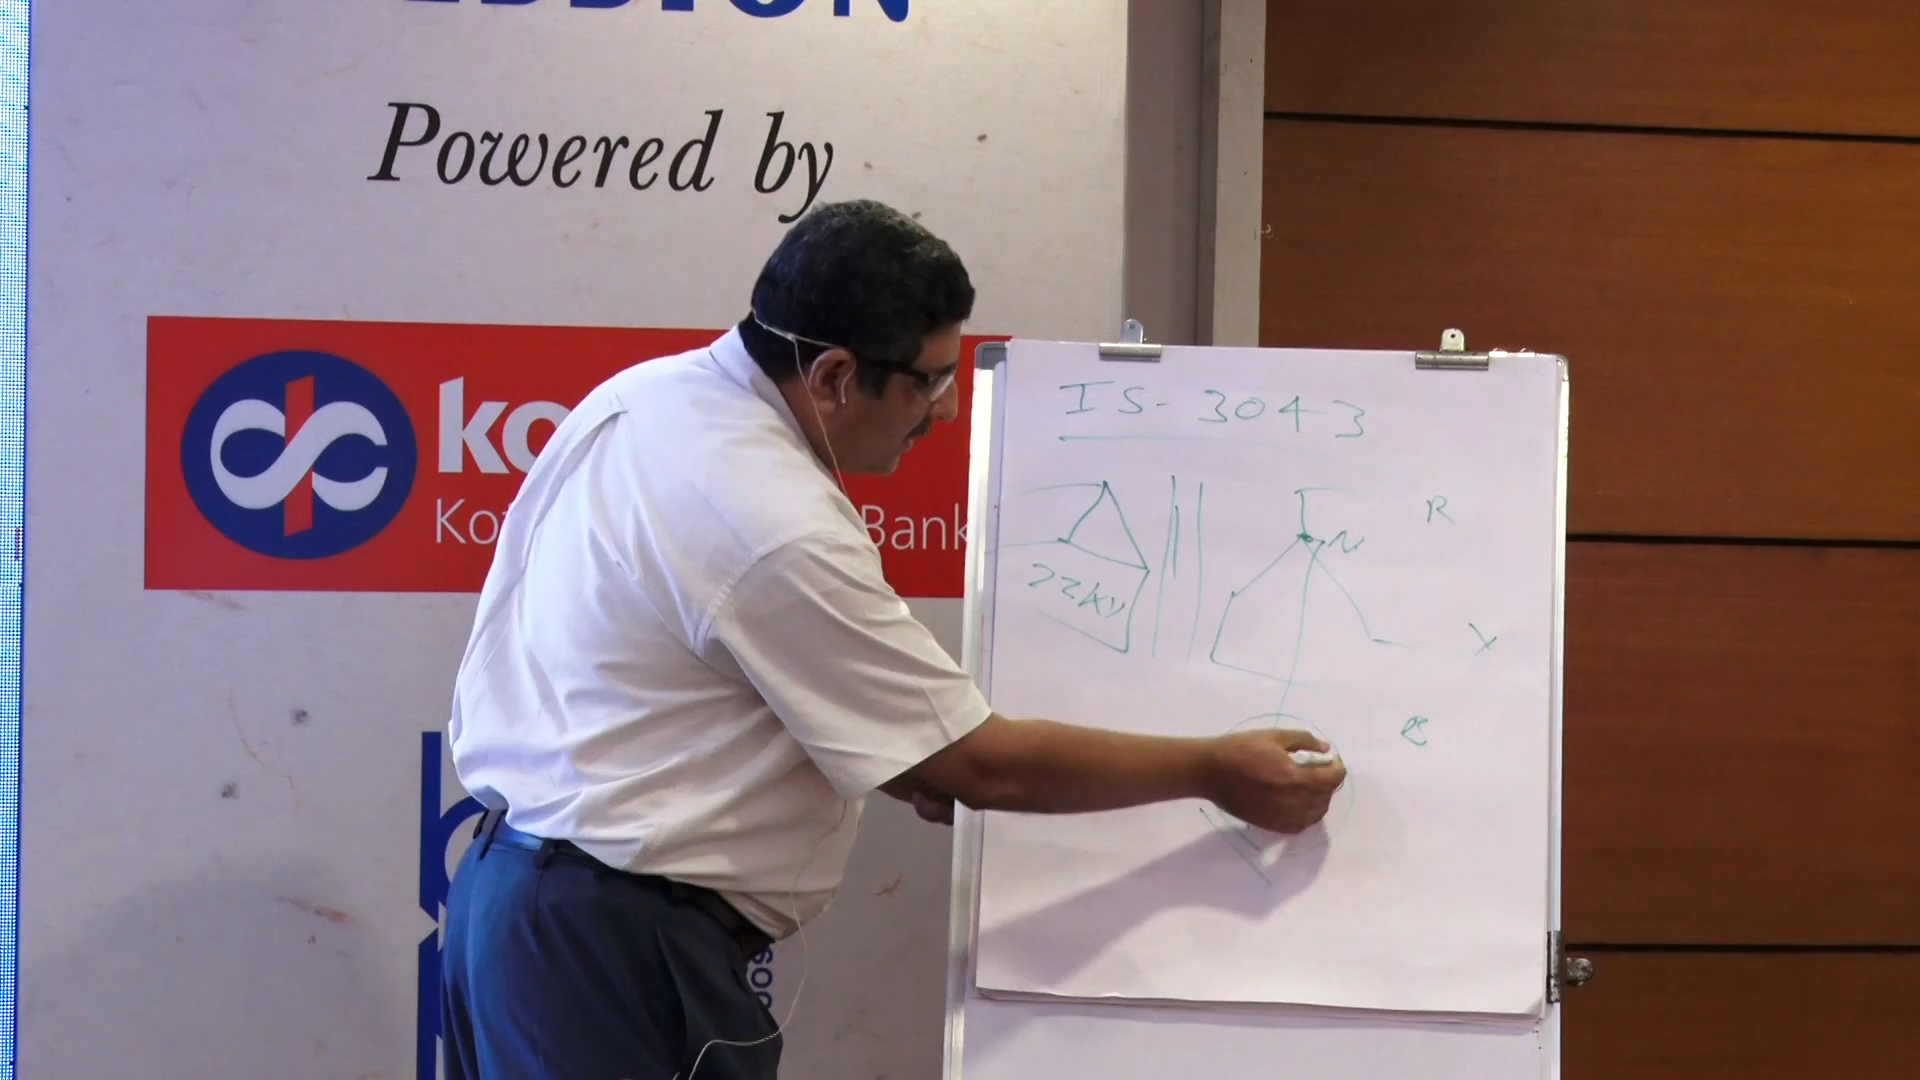 Powered by
ko
Ko
Bank
IS-3043
R
N
22KV
Y